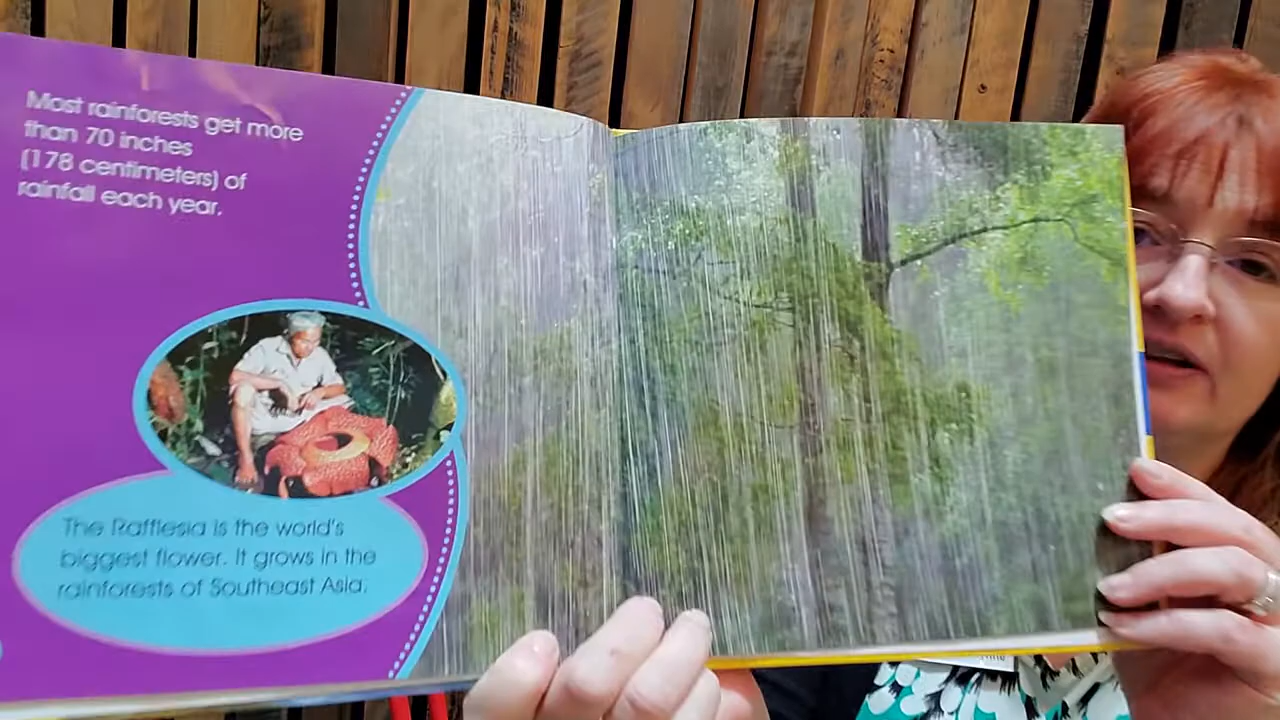 Most rainforests get more
than 70 inches
(178 centimeters) of
rainfall each year.
The Rafflesia is the world's
biggest flower. It grows in the
rainforests of Southeast Asia.